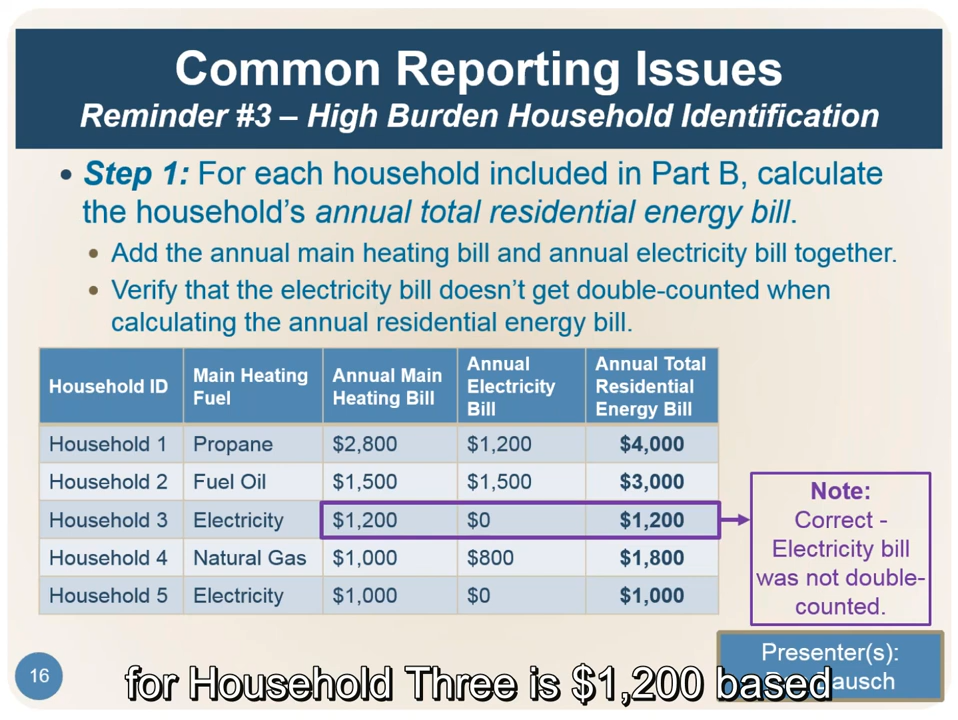 Common Reporting Issues
Reminder #3 – High Burden Household Identification
• Step 1: For each household included in Part B, calculate
the household's annual total residential energy bill.
• Add the annual main heating bill and annual electricity bill together.
• Verify that the electricity bill doesn't get double-counted when
calculating the annual residential energy bill.
Household ID Main Heating Fuel Annual Main Heating Bill Annual Electricity Bill Annual Total Residential Energy Bill
Household 1 Propane $2,800 $1,200 $4,000
Household 2 Fuel Oil $1,500 $1,500 $3,000
Household 3 Electricity $1,200 $0 $1,200
Household 4 Natural Gas $1,000 $800 $1,800
Household 5 Electricity $1,000 $0 $1,000
Note:
Correct -
Electricity bill
was not double-
counted.
Presenter(s):
16
for Household Three is $1,200 based